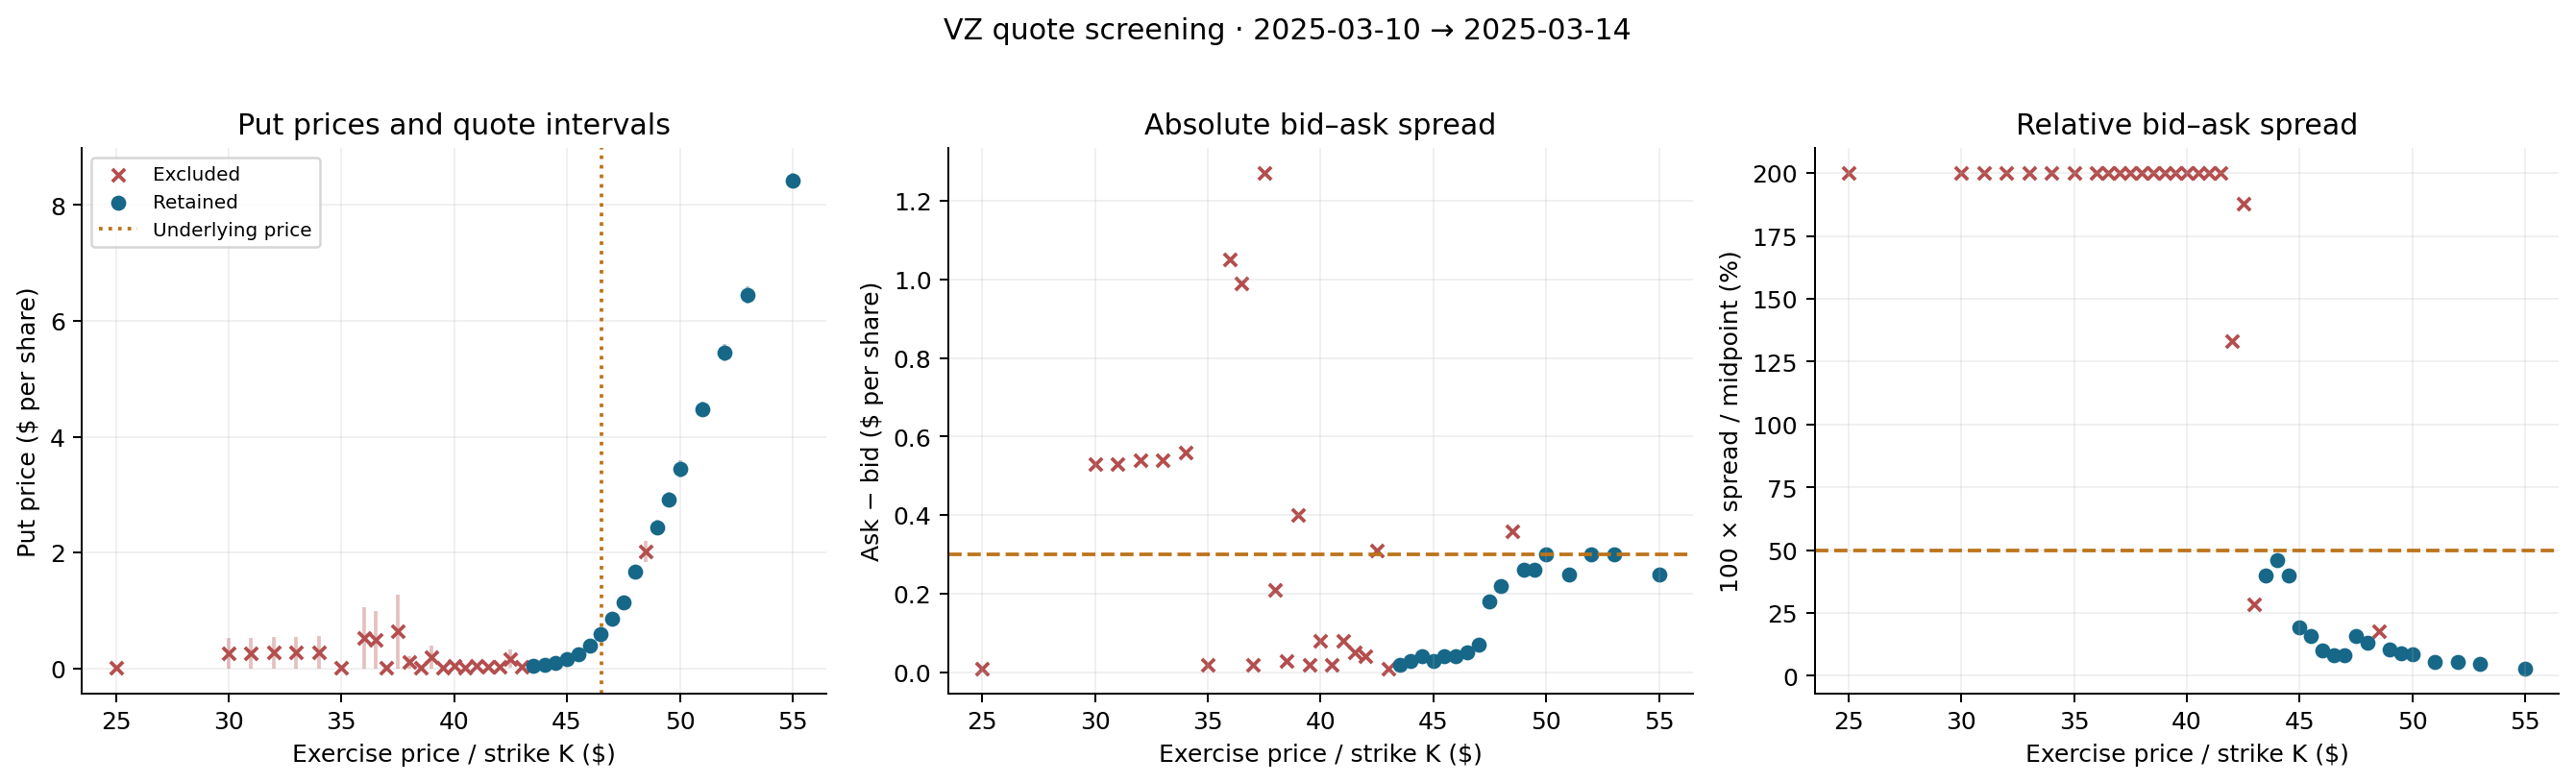 VZ quote screening · 2025-03-10 → 2025-03-14
Put prices and quote intervals
Excluded
Retained
Underlying price
Put price ($ per share)
8
6
4
2
0
25 30 35 40 45 50 55
Exercise price / strike K ($)
Absolute bid–ask spread
Ask − bid ($ per share)
1.2
1.0
0.8
0.6
0.4
0.2
0.0
25 30 35 40 45 50 55
Exercise price / strike K ($)
Relative bid–ask spread
100 × spread / midpoint (%)
200
175
150
125
100
75
50
25
0
25 30 35 40 45 50 55
Exercise price / strike K ($)